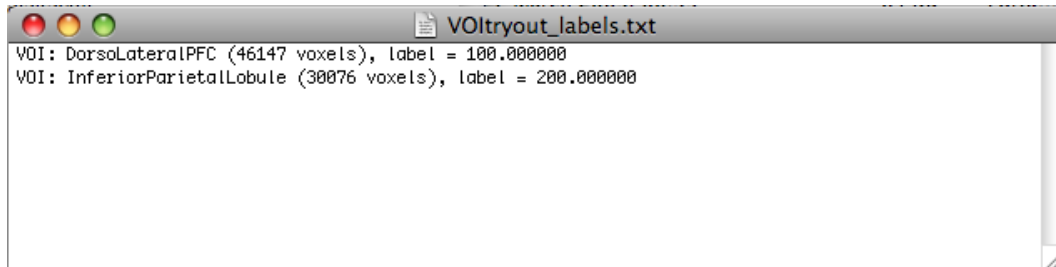 VOItryout_labels.txt
VOI: DorsoLateralPFC (46147 voxels), label = 100.000000
VOI: InferiorParietalLobule (30076 voxels), label = 200.000000